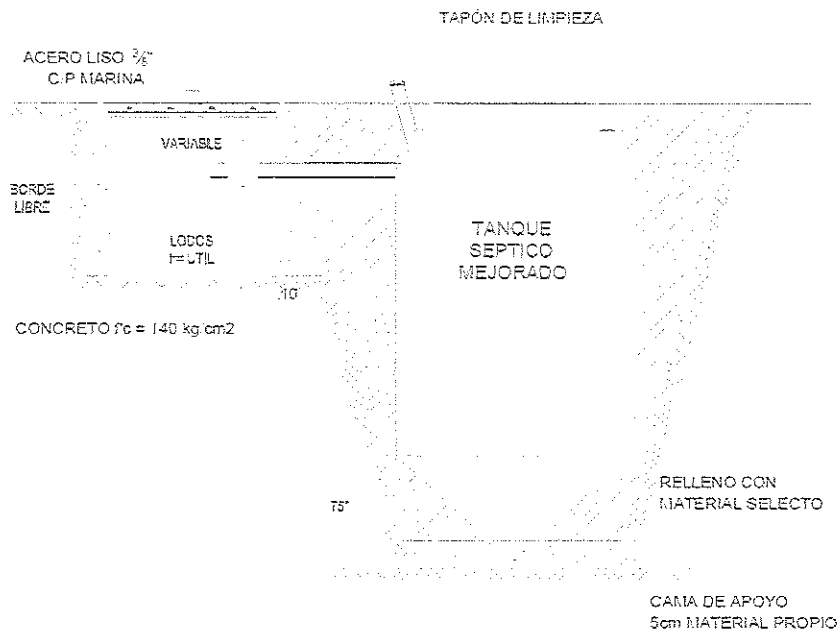 TAPÓN DE LIMPIEZA
ACERO LISO ⅜"
C/P MARINA
VARIABLE
BORDE
LIBRE
LODOS
H= UTIL
.10
TANQUE
SEPTICO
MEJORADO
CONCRETO f'c = 140 kg/cm2
75°
RELLENO CON
MATERIAL SELECTO
CAMA DE APOYO
5cm MATERIAL PROPIO